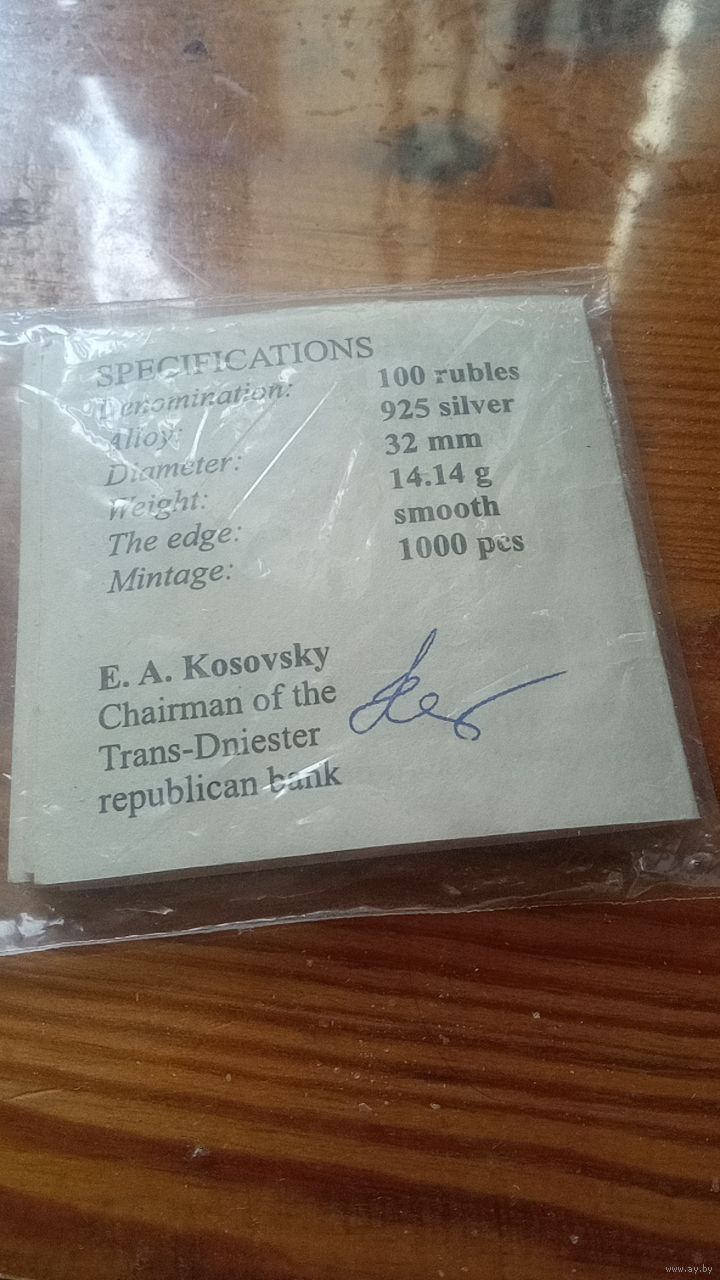 SPECIFICATIONS
Denomination: 100 rubles
Alloy: 925 silver
Diameter: 32 mm
Weight: 14.14 g
The edge: smooth
Mintage: 1000 pcs
E. A. Kosovsky
Chairman of the
Trans-Dniester
republican bank
www.ay.by